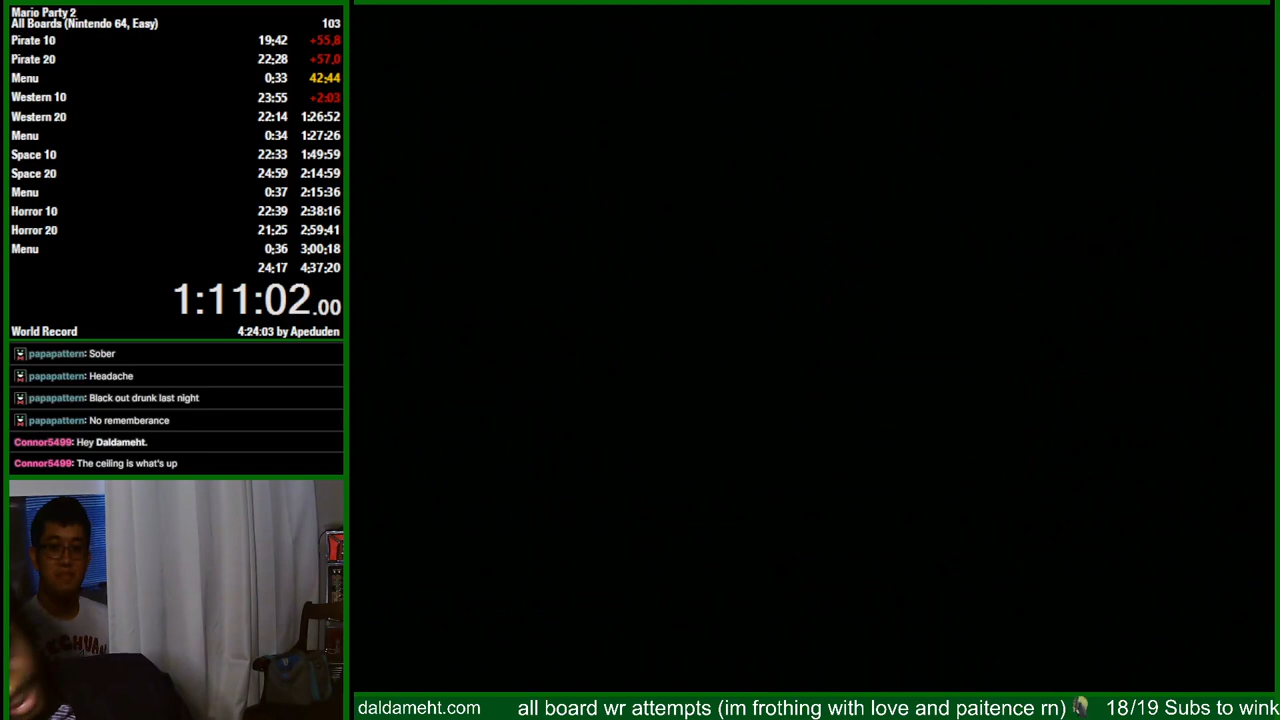 Mario Party 2
All Boards (Nintendo 64, Easy) 103
Pirate 10 19:42 +55.8
Pirate 20 22:28 +57.0
Menu 0:33 42:44
Western 10 23:55 +2:03
Western 20 22:14 1:26:52
Menu 0:34 1:27:26
Space 10 22:33 1:49:59
Space 20 24:59 2:14:59
Menu 0:37 2:15:36
Horror 10 22:39 2:38:16
Horror 20 21:25 2:59:41
Menu 0:36 3:00:18
24:17 4:37:20
1:11:02.00
World Record 4:24:03 by Apeduden
papapattern: Sober
papapattern: Headache
papapattern: Black out drunk last night
papapattern: No rememberance
Connor5499: Hey Daldameht.
Connor5499: The ceiling is what's up
daldameht.com all board wr attempts (im frothing with love and paitence rn) 18/19 Subs to wink